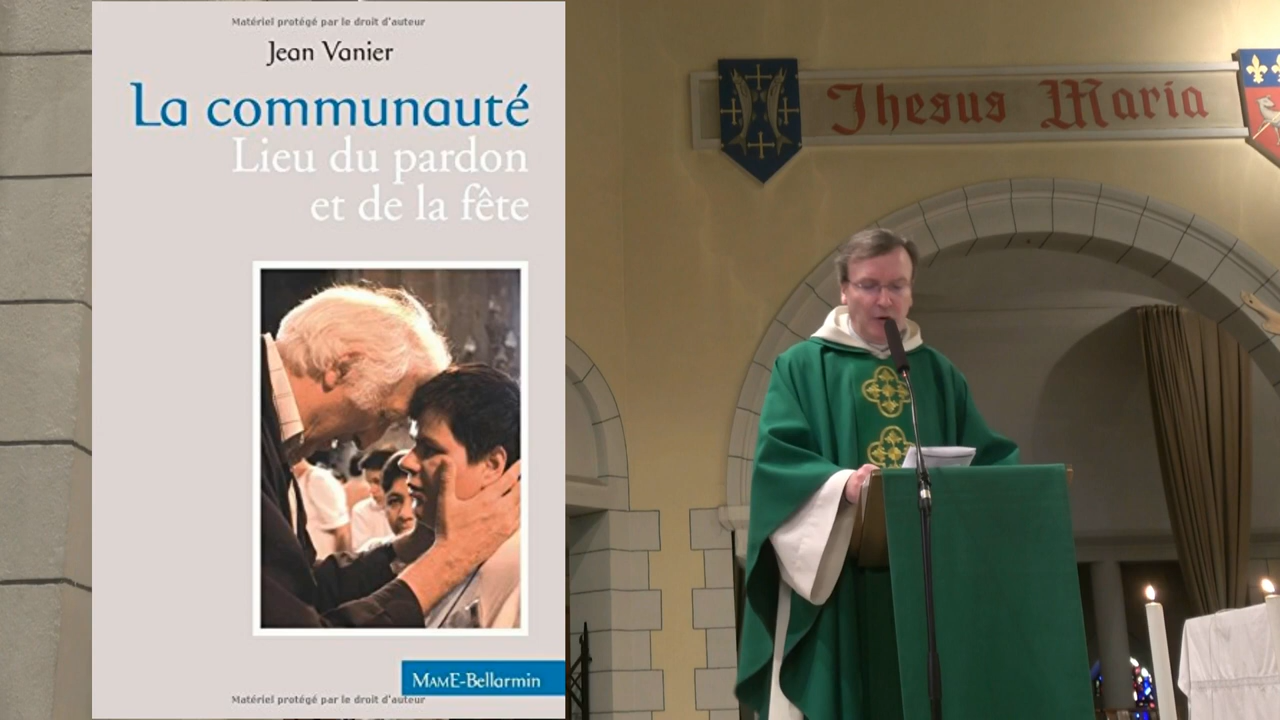 Matériel protégé par le droit d'auteur
Jean Vanier
La communauté
Lieu du pardon
et de la fête
MAME-Bellarmin
Matériel protégé par le droit d'auteur
Jhesus Maria